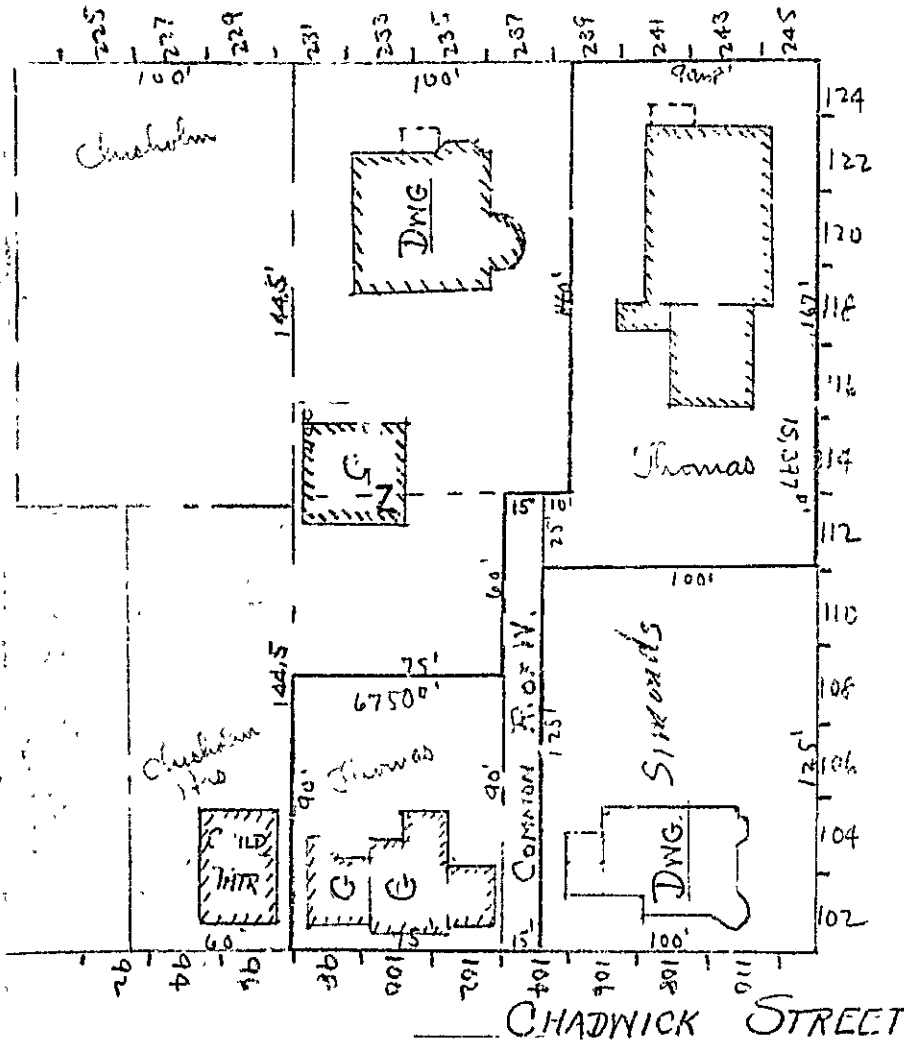 225 227 229 231 233 235 237 239 241 243 245
100' 100'
Chisholm
DWG
144.5'
167'
124
122
120
118
116
114
112
110
108
106
104
102
G
Z
Thomas
15,377
15 10
25
60'
100'
144.5
75'
6750
COMMON R. OF W.
125'
Simonds
125'
Chisholm
Hrs
90'
Thomas
90'
G G
DWG.
60' 100'
92 94 96 98 100 102 104 106 108 110
CHADWICK STREET